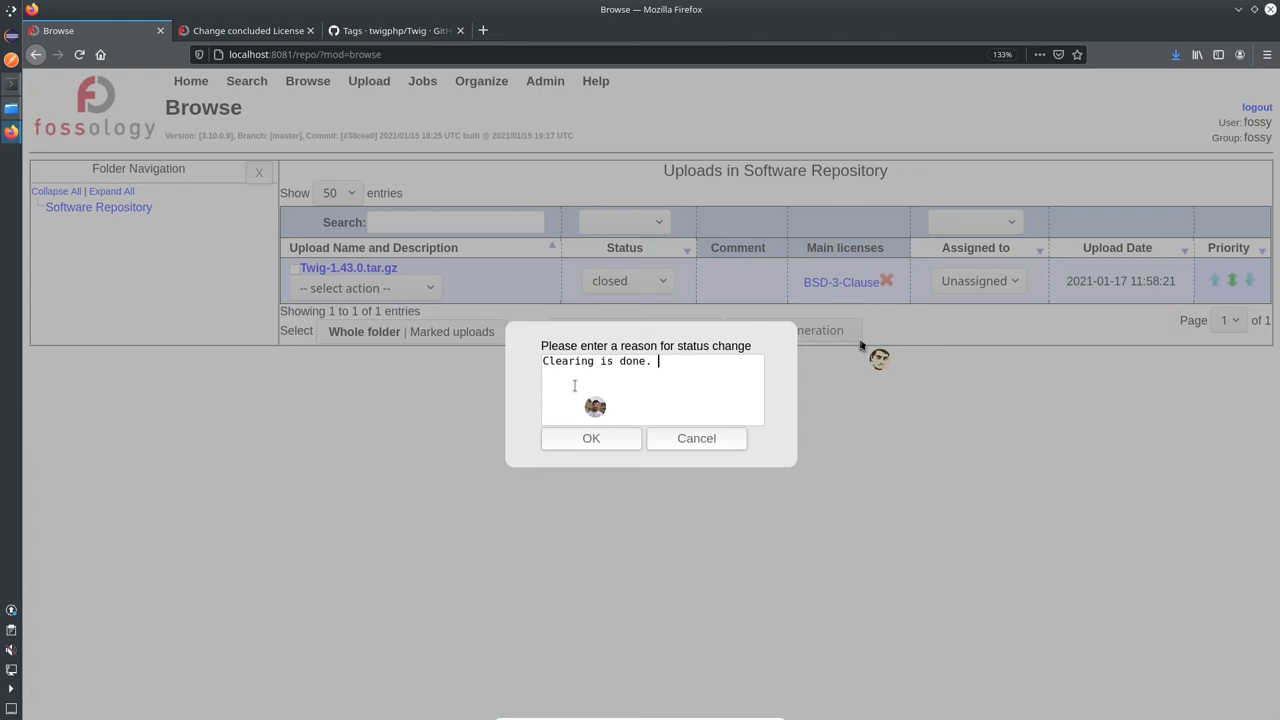 Browse — Mozilla Firefox
Browse
Change concluded License
Tags · twigphp/Twig · GitH
localhost:8081/repo/?mod=browse
133%
fossology
Home Search Browse Upload Jobs Organize Admin Help
Browse
Version: [3.10.0.9], Branch: [master], Commit: [#38cee0] 2021/01/15 18:25 UTC built @ 2021/01/15 19:17 UTC
logout
User: fossy
Group: fossy
Folder Navigation
X
Collapse All | Expand All
Software Repository
Uploads in Software Repository
Show 50 entries
Search:
Upload Name and Description Status Comment Main licenses Assigned to Upload Date Priority
Twig-1.43.0.tar.gz
-- select action --
closed
BSD-3-Clause
Unassigned
2021-01-17 11:58:21
Showing 1 to 1 of 1 entries
Select Whole folder | Marked uploads
Page 1 of 1
Please enter a reason for status change
Clearing is done.
OK
Cancel